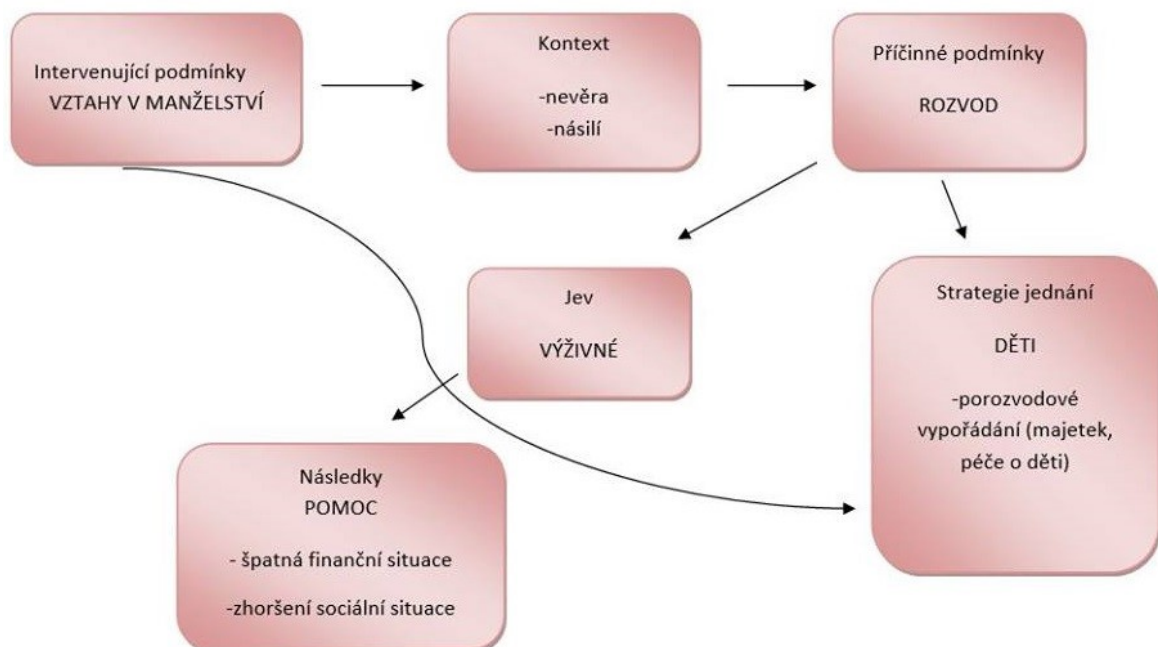 Intervenující podmínky
VZTAHY V MANŽELSTVÍ
Kontext
-nevěra
-násilí
Příčinné podmínky
ROZVOD
Jev
VÝŽIVNÉ
Strategie jednání
DĚTI
-porozvodové
vypořádání (majetek,
péče o děti)
Následky
POMOC
- špatná finanční situace
-zhoršení sociální situace